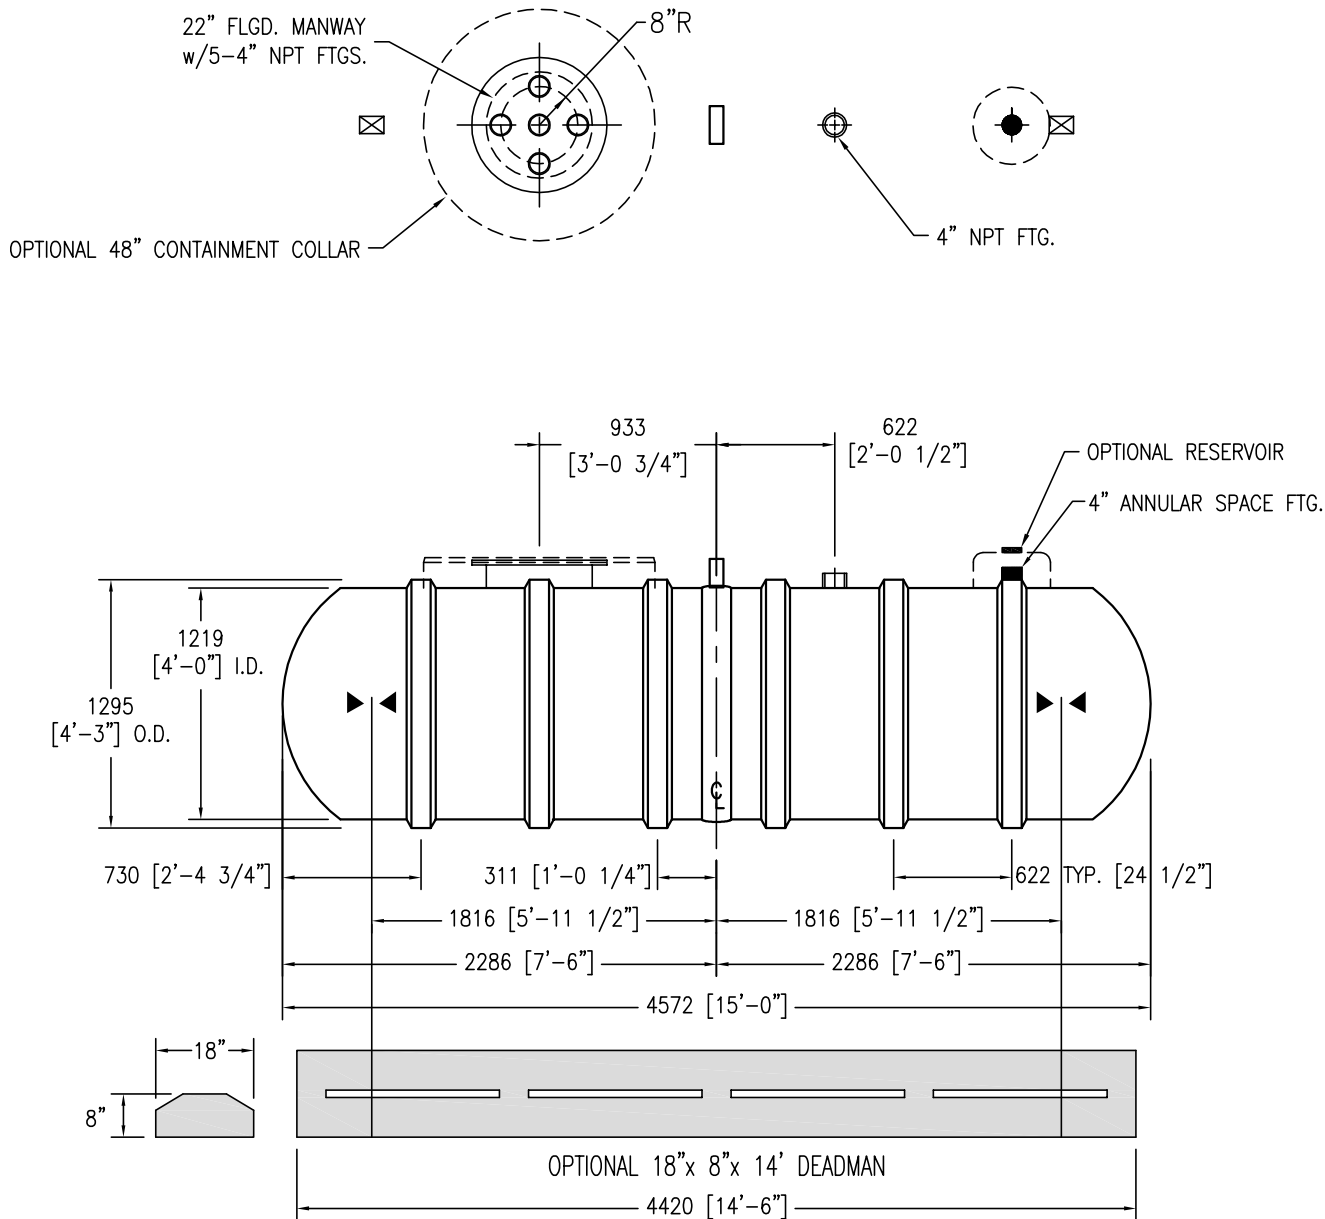 22" FLGD. MANWAY
w/5-4" NPT FTGS.
8"R
OPTIONAL 48" CONTAINMENT COLLAR
4" NPT FTG.
933
[3'-0 3/4"]
622
[2'-0 1/2"]
OPTIONAL RESERVOIR
4" ANNULAR SPACE FTG.
1219
[4'-0"] I.D.
1295
[4'-3"] O.D.
CL
730 [2'-4 3/4"]
311 [1'-0 1/4"]
622 TYP. [24 1/2"]
1816 [5'-11 1/2"]
1816 [5'-11 1/2"]
2286 [7'-6"]
2286 [7'-6"]
4572 [15'-0"]
18"
8"
OPTIONAL 18"x 8"x 14' DEADMAN
4420 [14'-6"]